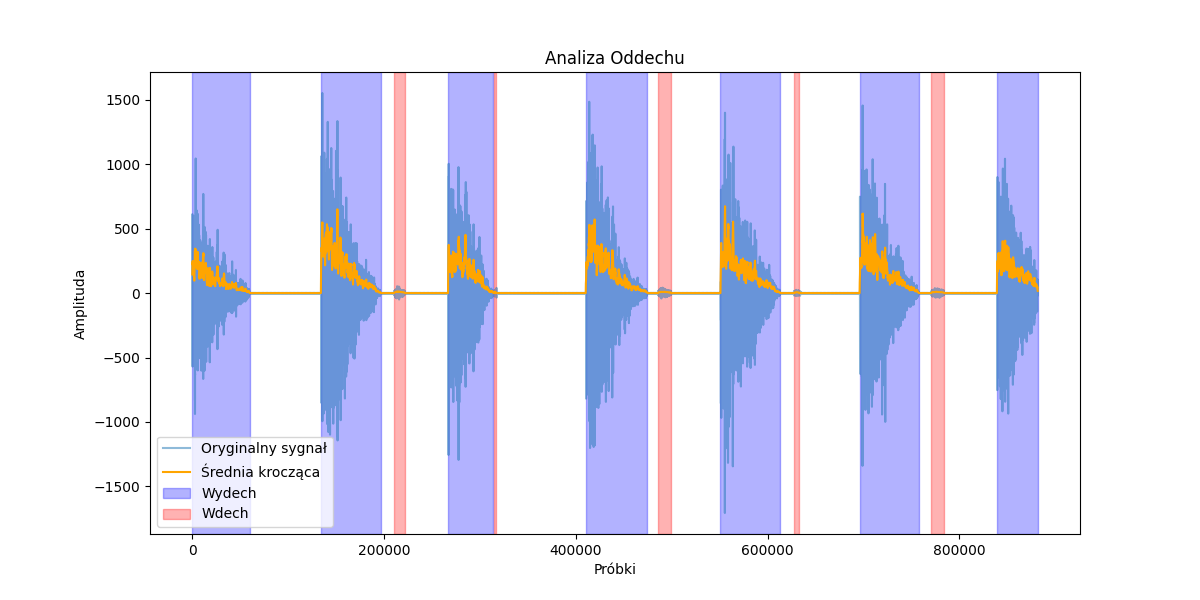 Analiza Oddechu
Amplituda
1500
1000
500
0
−500
−1000
−1500
Oryginalny sygnał
Średnia krocząca
Wydech
Wdech
0 200000 400000 600000 800000
Próbki